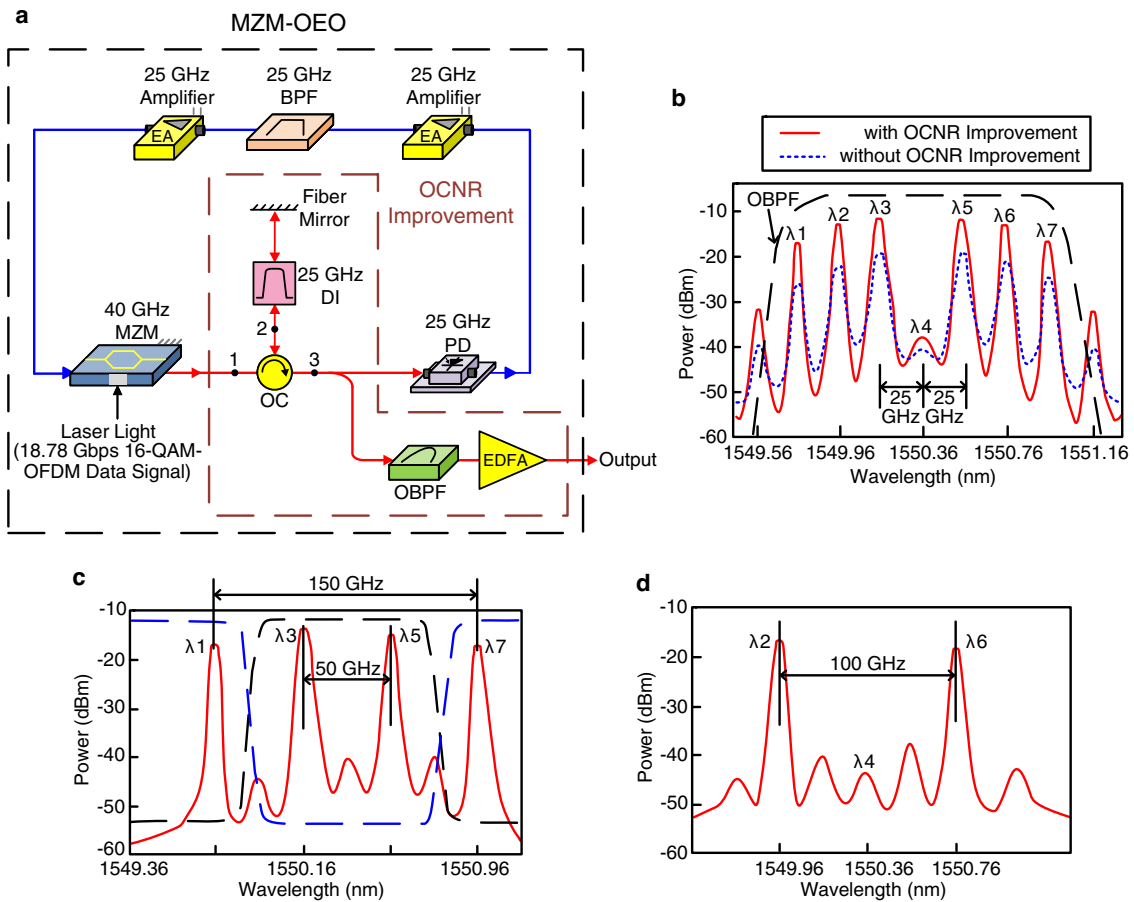 a
MZM-OEO
25 GHz
Amplifier
EA
25 GHz
BPF
25 GHz
Amplifier
EA
Fiber
Mirror
OCNR
Improvement
25 GHz
DI
40 GHz
MZM
2
1
3
OC
25 GHz
PD
Laser Light
(18.78 Gbps 16-QAM-
OFDM Data Signal)
OBPF
EDFA
Output
b
with OCNR Improvement
without OCNR Improvement
OBPF
λ1
λ2
λ3
λ4
λ5
λ6
λ7
25
GHz
25
GHz
Power (dBm)
-10
-20
-30
-40
-50
-60
1549.56
1549.96
1550.36
1550.76
1551.16
Wavelength (nm)
c
150 GHz
λ1
λ3
λ5
λ7
50 GHz
Power (dBm)
-10
-20
-30
-40
-50
-60
1549.36
1550.16
1550.96
Wavelength (nm)
d
λ2
λ6
100 GHz
λ4
Power (dBm)
-10
-20
-30
-40
-50
-60
1549.96
1550.36
1550.76
Wavelength (nm)